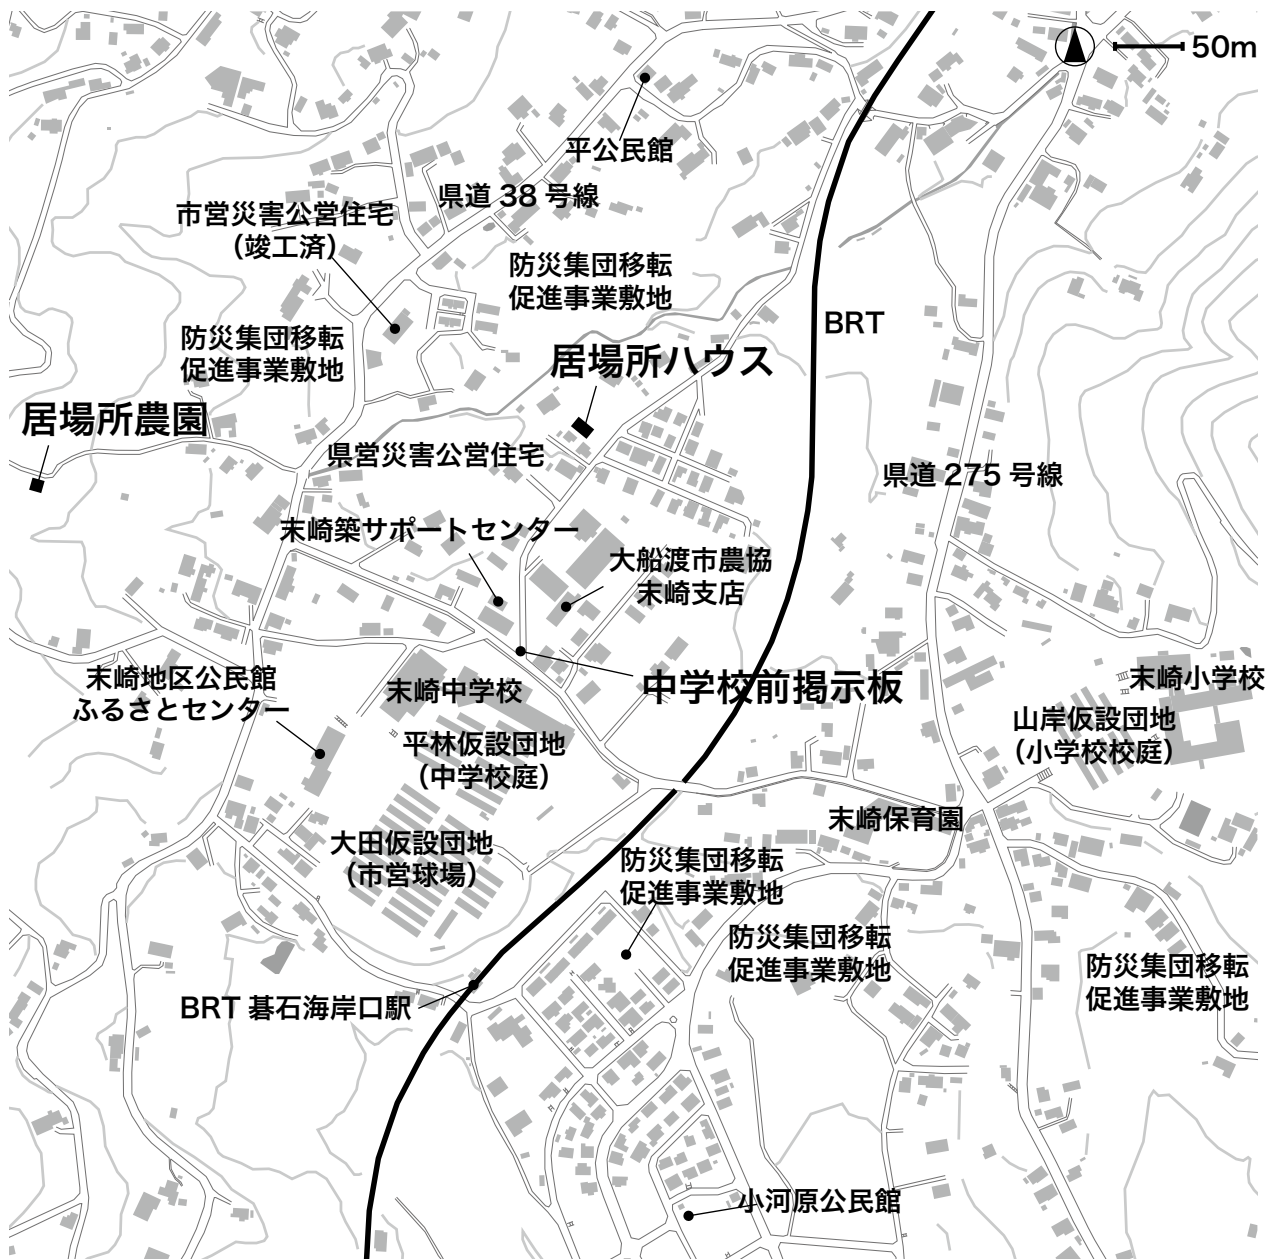 50m
平公民館
県道 38 号線
市営災害公営住宅
（竣工済）
防災集団移転
促進事業敷地
BRT
防災集団移転
促進事業敷地
居場所ハウス
居場所農園
県営災害公営住宅
県道 275 号線
末崎築サポートセンター
大船渡市農協
末崎支店
末崎地区公民館
ふるさとセンター
末崎中学校
中学校前掲示板
末崎小学校
平林仮設団地
（中学校庭）
山岸仮設団地
（小学校校庭）
末崎保育園
大田仮設団地
（市営球場）
防災集団移転
促進事業敷地
防災集団移転
促進事業敷地
防災集団移転
促進事業敷地
BRT 碁石海岸口駅
小河原公民館